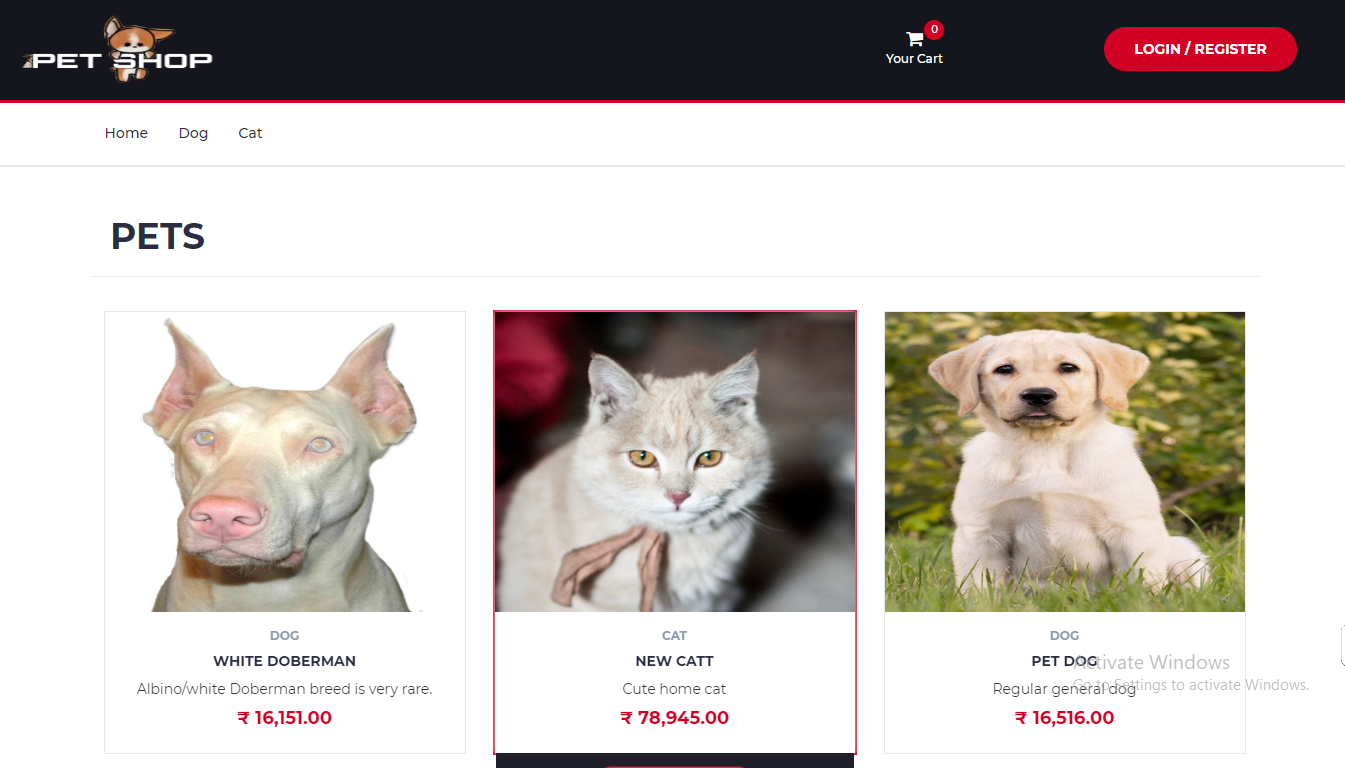 PET SHOP
0
Your Cart
LOGIN / REGISTER
Home Dog Cat
PETS
DOG
WHITE DOBERMAN
Albino/white Doberman breed is very rare.
₹ 16,151.00
CAT
NEW CATT
Cute home cat
₹ 78,945.00
DOG
PET DOG
Regular general dog
₹ 16,516.00
Activate Windows
Go to Settings to activate Windows.